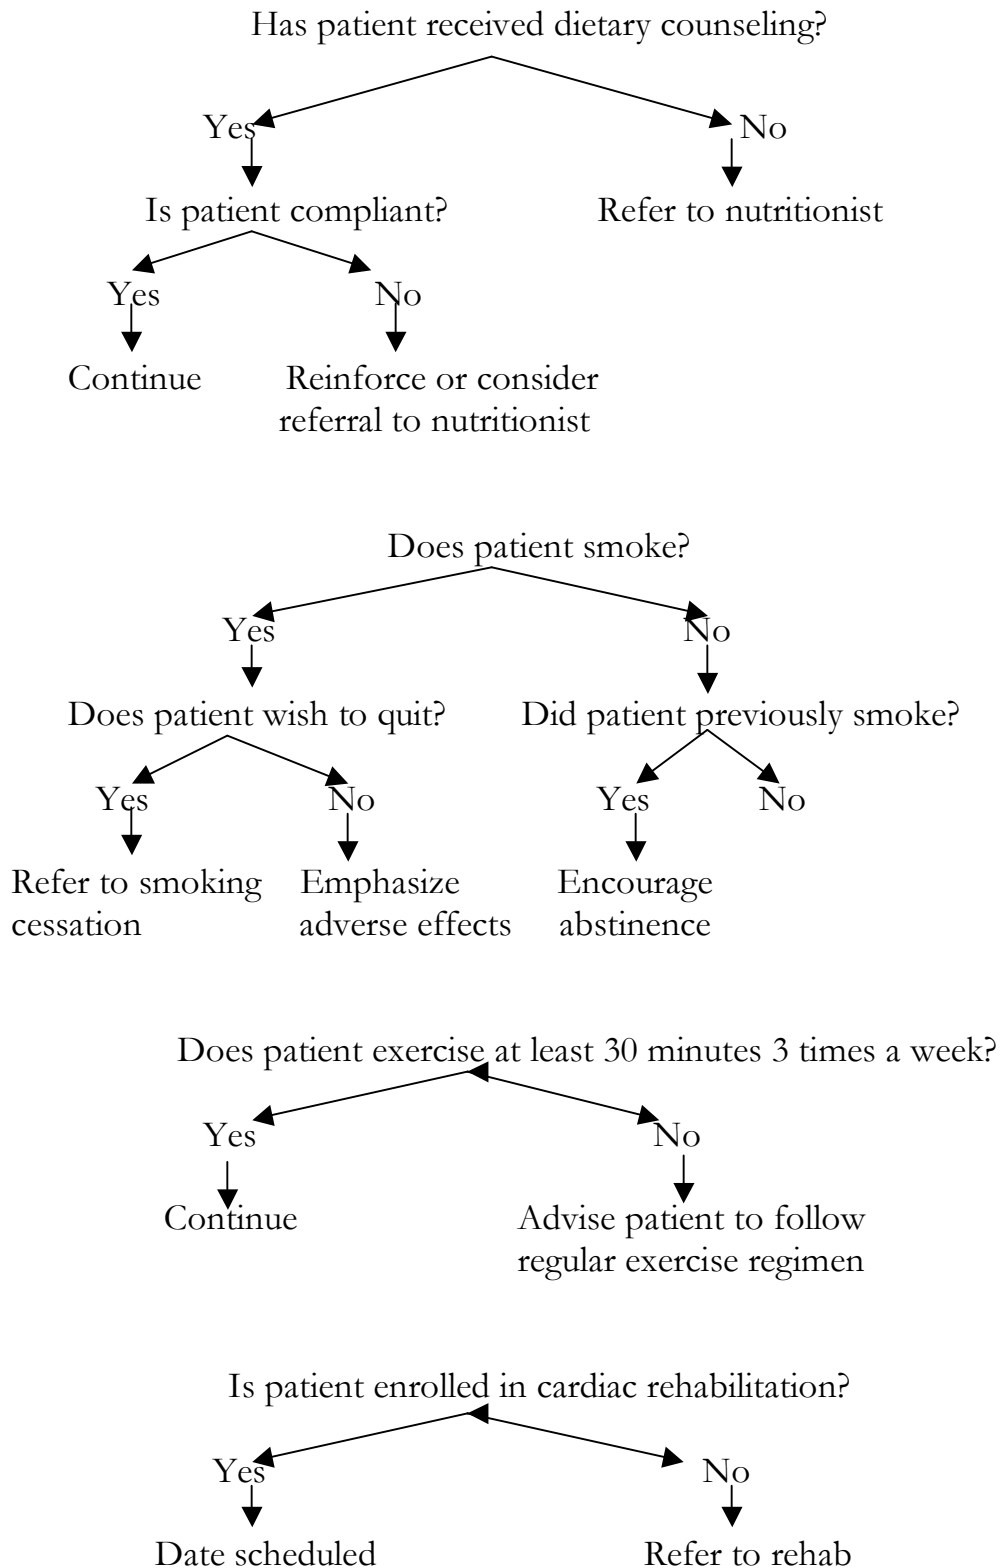 Has patient received dietary counseling?
Yes No
Is patient compliant? Refer to nutritionist
Yes No
Continue Reinforce or consider
referral to nutritionist
Does patient smoke?
Yes No
Does patient wish to quit? Did patient previously smoke?
Yes No Yes No
Refer to smoking Emphasize Encourage
cessation adverse effects abstinence
Does patient exercise at least 30 minutes 3 times a week?
Yes No
Continue Advise patient to follow
regular exercise regimen
Is patient enrolled in cardiac rehabilitation?
Yes No
Date scheduled Refer to rehab